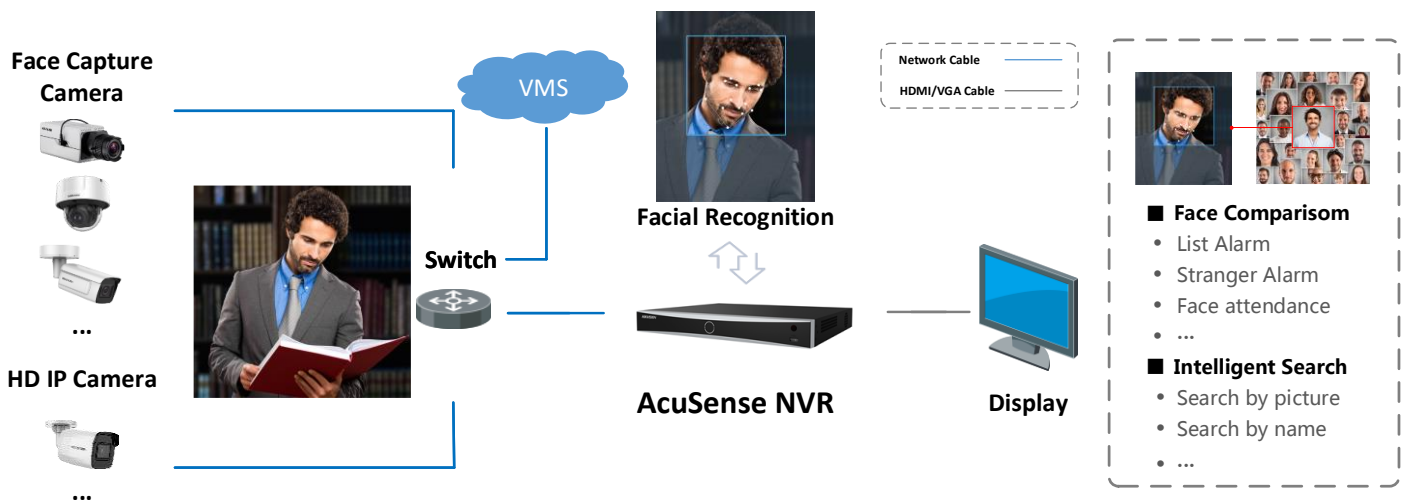 Face Capture
Camera
...
HD IP Camera
...
VMS
Switch
Facial Recognition
AcuSense NVR
Network Cable
HDMI/VGA Cable
Display
■ Face Comparisom
• List Alarm
• Stranger Alarm
• Face attendance
• ...
■ Intelligent Search
• Search by picture
• Search by name
• ...